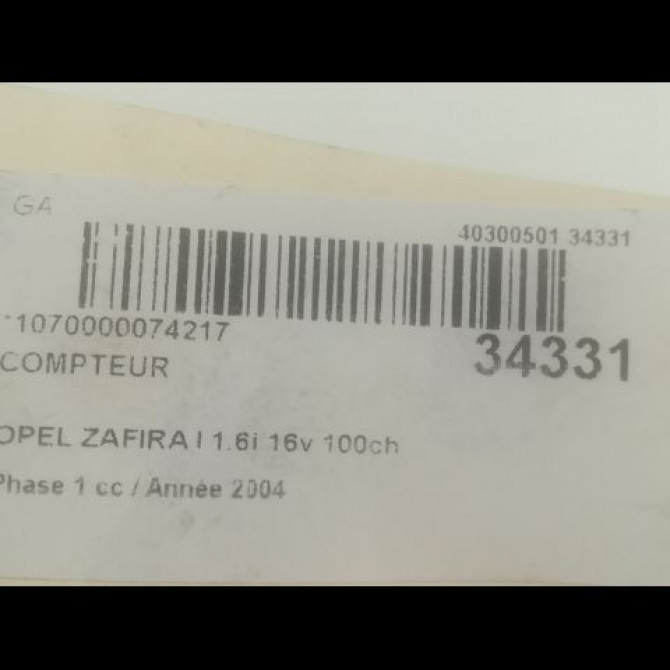 GA
40300501 34331
*1070000074217
34331
COMPTEUR
OPEL ZAFIRA I 1.6i 16v 100ch
Phase 1 cc / Année 2004